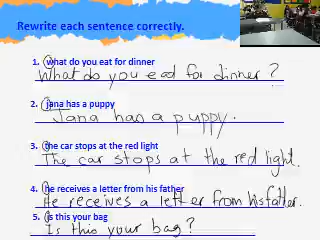 Rewrite each sentence correctly.
1. what do you eat for dinner
What do you ead for dinner ?
2. jana has a puppy
Jana has a puppy.
3. the car stops at the red light
The car stops at the red light.
4. he receives a letter from his father
He receives a letter from his father.
5. is this your bag
Is this your bag ?